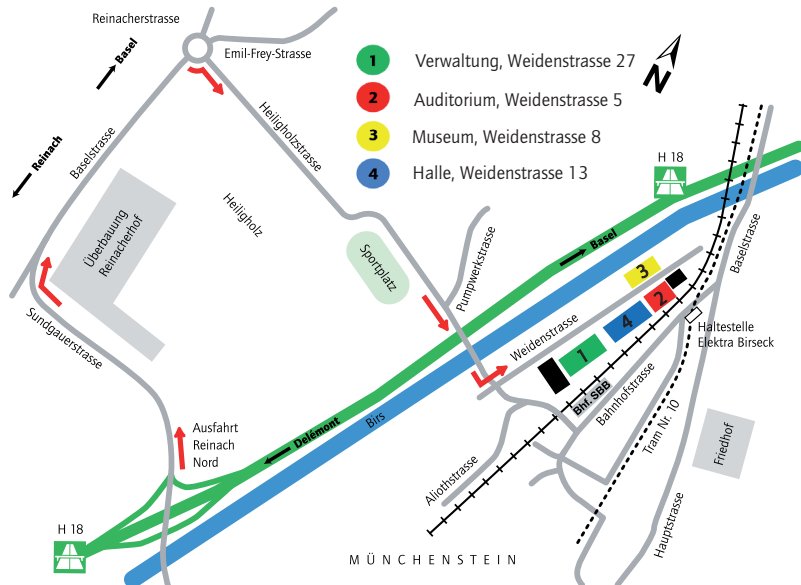 Reinacherstrasse
Basel
Emil-Frey-Strasse
1 Verwaltung, Weidenstrasse 27
2 Auditorium, Weidenstrasse 5
3 Museum, Weidenstrasse 8
4 Halle, Weidenstrasse 13
N
Reinach
Baselstrasse
Heiligholzstrasse
H 18
Heiligholz
Überbauung
Reinacherhof
Sportplatz
Pumpwerkstrasse
Basel
Baselstrasse
3
2
4
1
Weidenstrasse
Haltestelle
Elektra Birseck
Sundgauerstrasse
Bhf. SBB
Bahnhofstrasse
Tram Nr. 10
Friedhof
Ausfahrt
Reinach
Nord
Delémont
Birs
Aliothstrasse
Hauptstrasse
H 18
MÜNCHENSTEIN